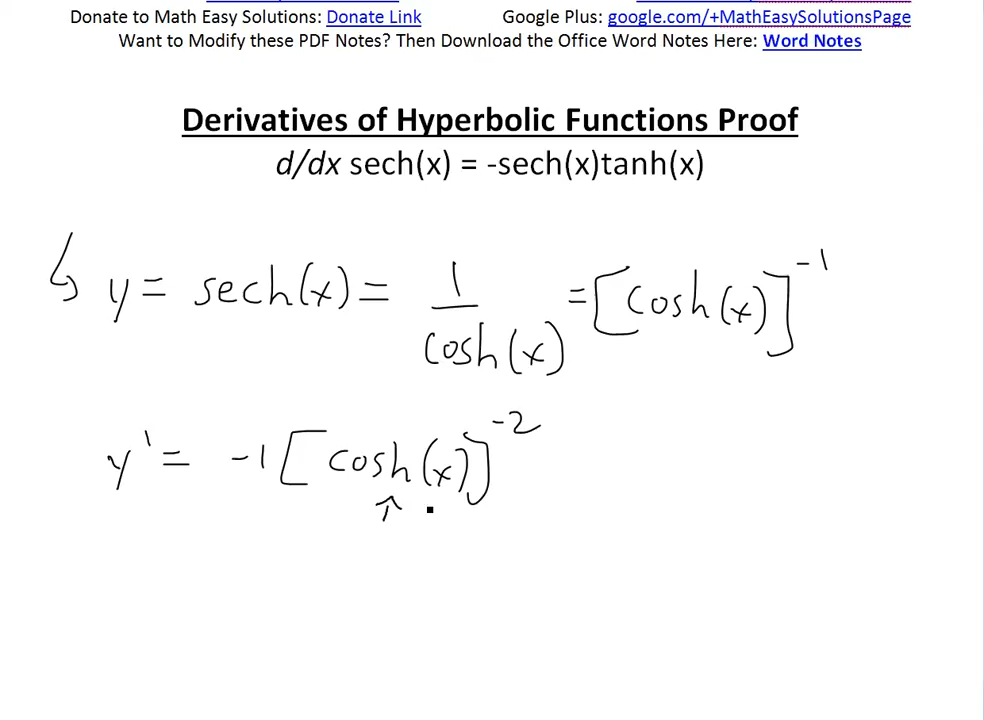 Donate to Math Easy Solutions: Donate Link Google Plus: google.com/+MathEasySolutionsPage
Want to Modify these PDF Notes? Then Download the Office Word Notes Here: Word Notes
Derivatives of Hyperbolic Functions Proof
d/dx sech(x) = -sech(x)tanh(x)
↳ y = sech(x) = 1/cosh(x) = [cosh(x)]^-1
y' = -1[cosh(x)]^-2
↑